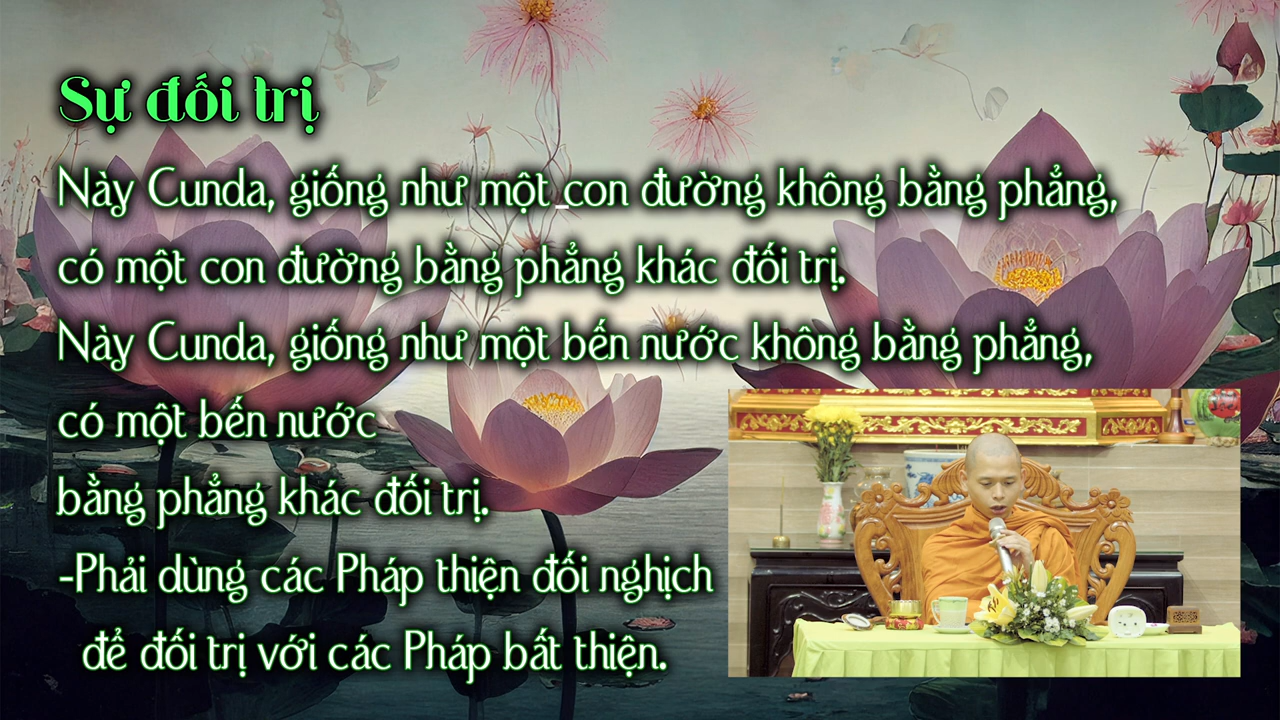 Sự đối trị
Này Cunda, giống như một con đường không bằng phẳng,
có một con đường bằng phẳng khác đối trị.
Này Cunda, giống như một bến nước không bằng phẳng,
có một bến nước
bằng phẳng khác đối trị.
-Phải dùng các Pháp thiện đối nghịch
để đối trị với các Pháp bất thiện.